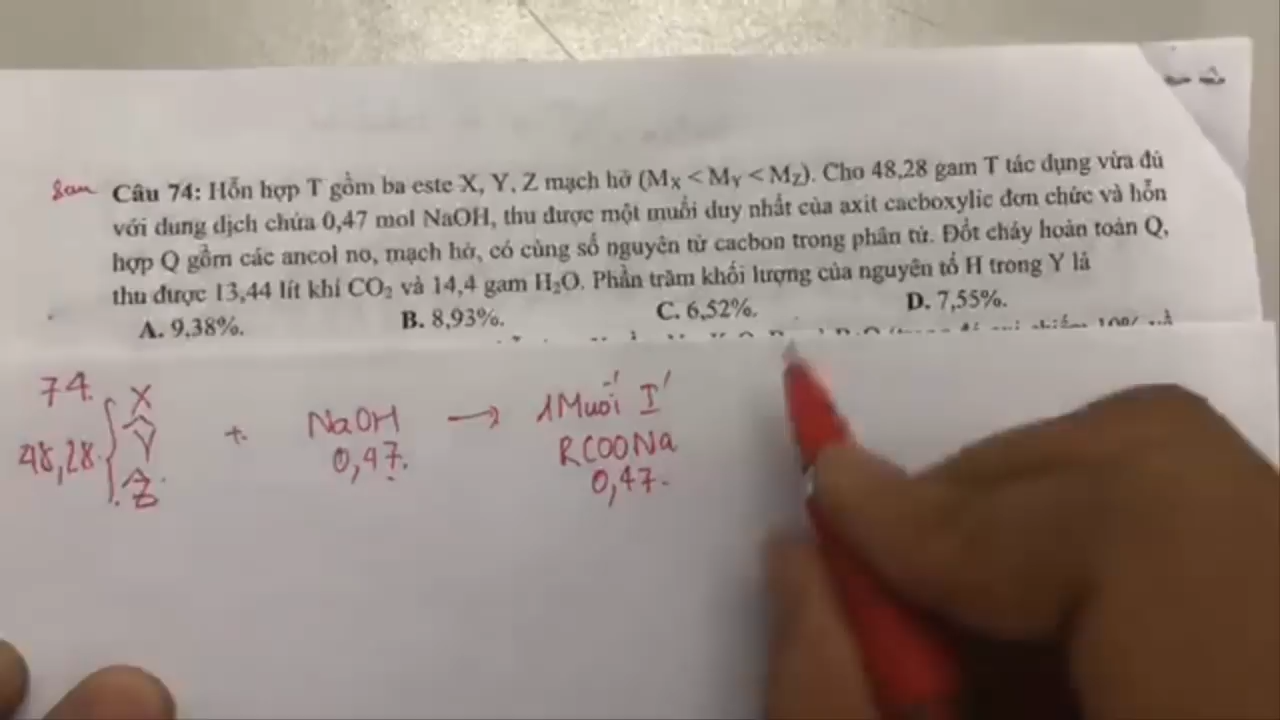 San Câu 74: Hỗn hợp T gồm ba este X, Y, Z mạch hở (MX < MY < MZ). Cho 48,28 gam T tác dụng vừa đủ
với dung dịch chứa 0,47 mol NaOH, thu được một muối duy nhất của axit cacboxylic đơn chức và hỗn
hợp Q gồm các ancol no, mạch hở, có cùng số nguyên tử cacbon trong phân tử. Đốt cháy hoàn toàn Q,
thu được 13,44 lít khí CO₂ và 14,4 gam H₂O. Phần trăm khối lượng của nguyên tố H trong Y là
A. 9,38%. B. 8,93%. C. 6,52%. D. 7,55%.
74.
48,28. { X Y Z + NaOH 0,47. → 1 Muối I'
RCOONa
0,47.